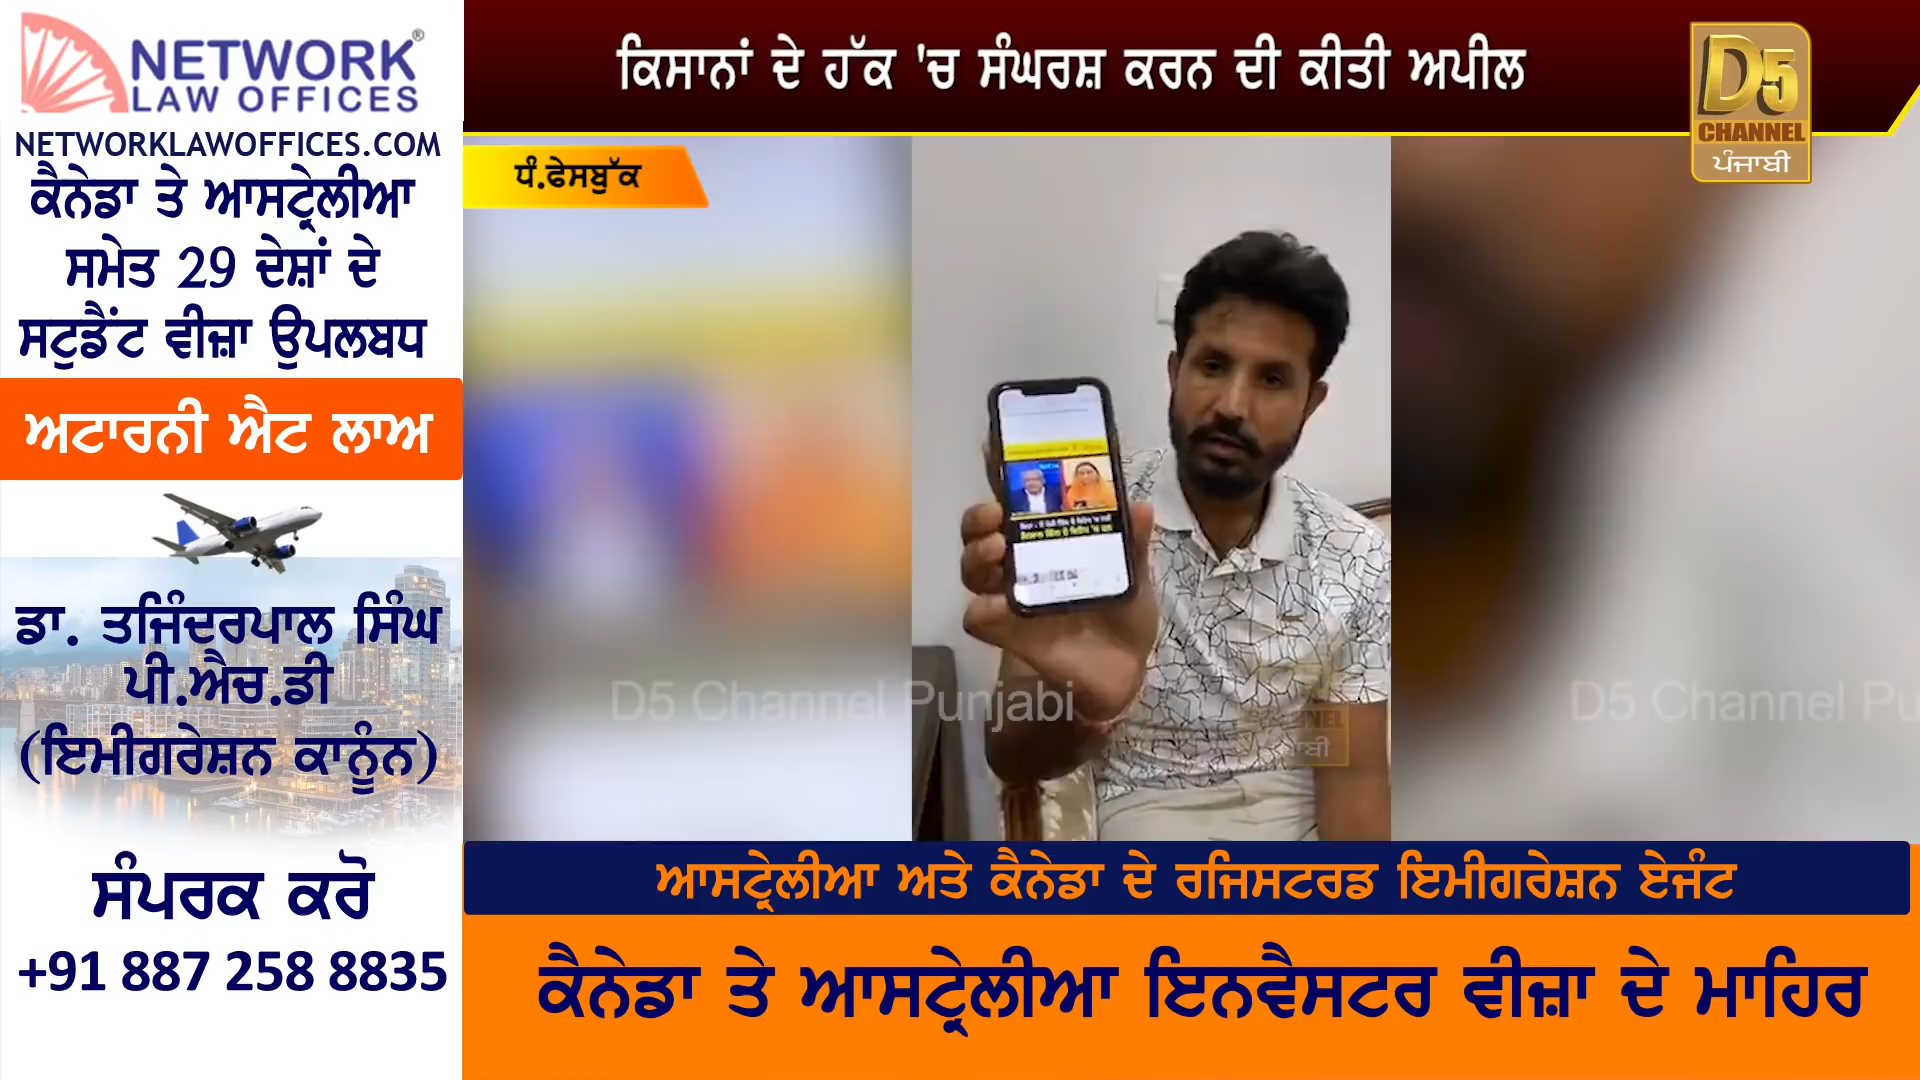 NETWORK®
LAW OFFICES
NETWORKLAWOFFICES.COM
ਕੈਨੇਡਾ ਤੇ ਆਸਟ੍ਰੇਲੀਆ
ਸਮੇਤ 29 ਦੇਸ਼ਾਂ ਦੇ
ਸਟੁਡੈਂਟ ਵੀਜ਼ਾ ਉਪਲਬਧ
ਅਟਾਰਨੀ ਐਟ ਲਾਅ
ਡਾ. ਤਜਿੰਦਰਪਾਲ ਸਿੰਘ
ਪੀ.ਐਚ.ਡੀ
(ਇਮੀਗਰੇਸ਼ਨ ਕਾਨੂੰਨ)
ਸੰਪਰਕ ਕਰੋ
+91 887 258 8835
ਕਿਸਾਨਾਂ ਦੇ ਹੱਕ 'ਚ ਸੰਘਰਸ਼ ਕਰਨ ਦੀ ਕੀਤੀ ਅਪੀਲ
D5
CHANNEL
ਪੰਜਾਬੀ
ਧੰ.ਫੇਸਬੁੱਕ
D5 Channel Punjabi
D5 Channel Pu
ਆਸਟ੍ਰੇਲੀਆ ਅਤੇ ਕੈਨੇਡਾ ਦੇ ਰਜਿਸਟਰਡ ਇਮੀਗਰੇਸ਼ਨ ਏਜੰਟ
ਕੈਨੇਡਾ ਤੇ ਆਸਟ੍ਰੇਲੀਆ ਇਨਵੈਸਟਰ ਵੀਜ਼ਾ ਦੇ ਮਾਹਿਰ